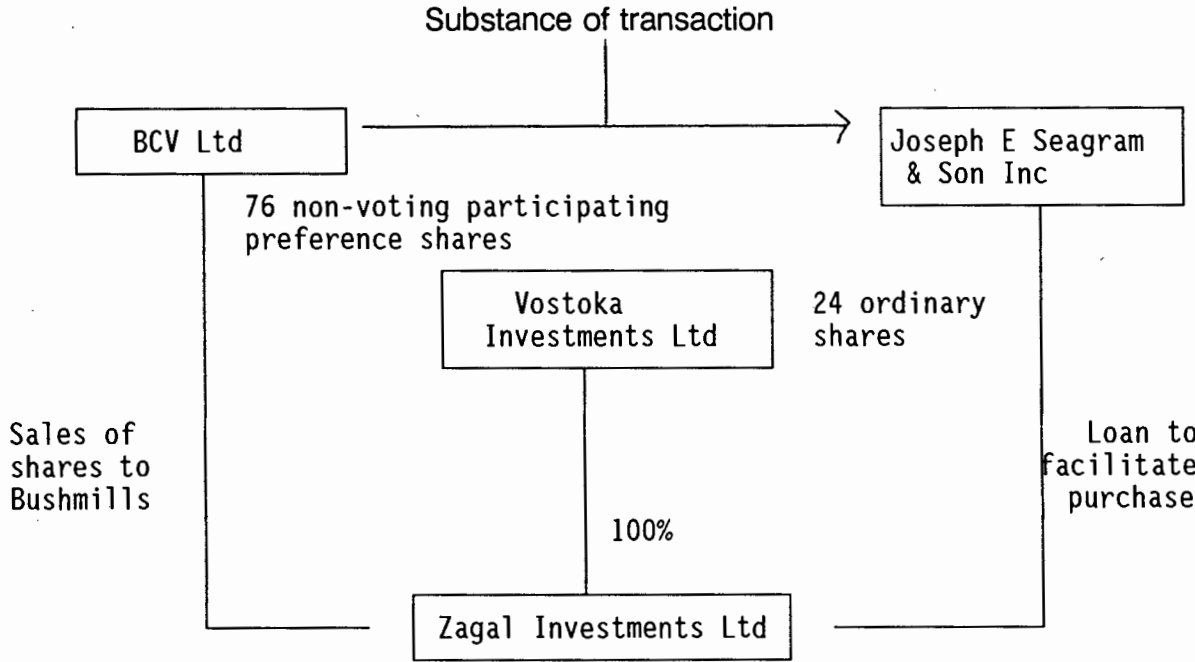 Substance of transaction
BCV Ltd
Joseph E Seagram
& Son Inc
76 non-voting participating
preference shares
Vostoka
Investments Ltd
24 ordinary
shares
Sales of
shares to
Bushmills
Loan to
facilitate
purchase
100%
Zagal Investments Ltd